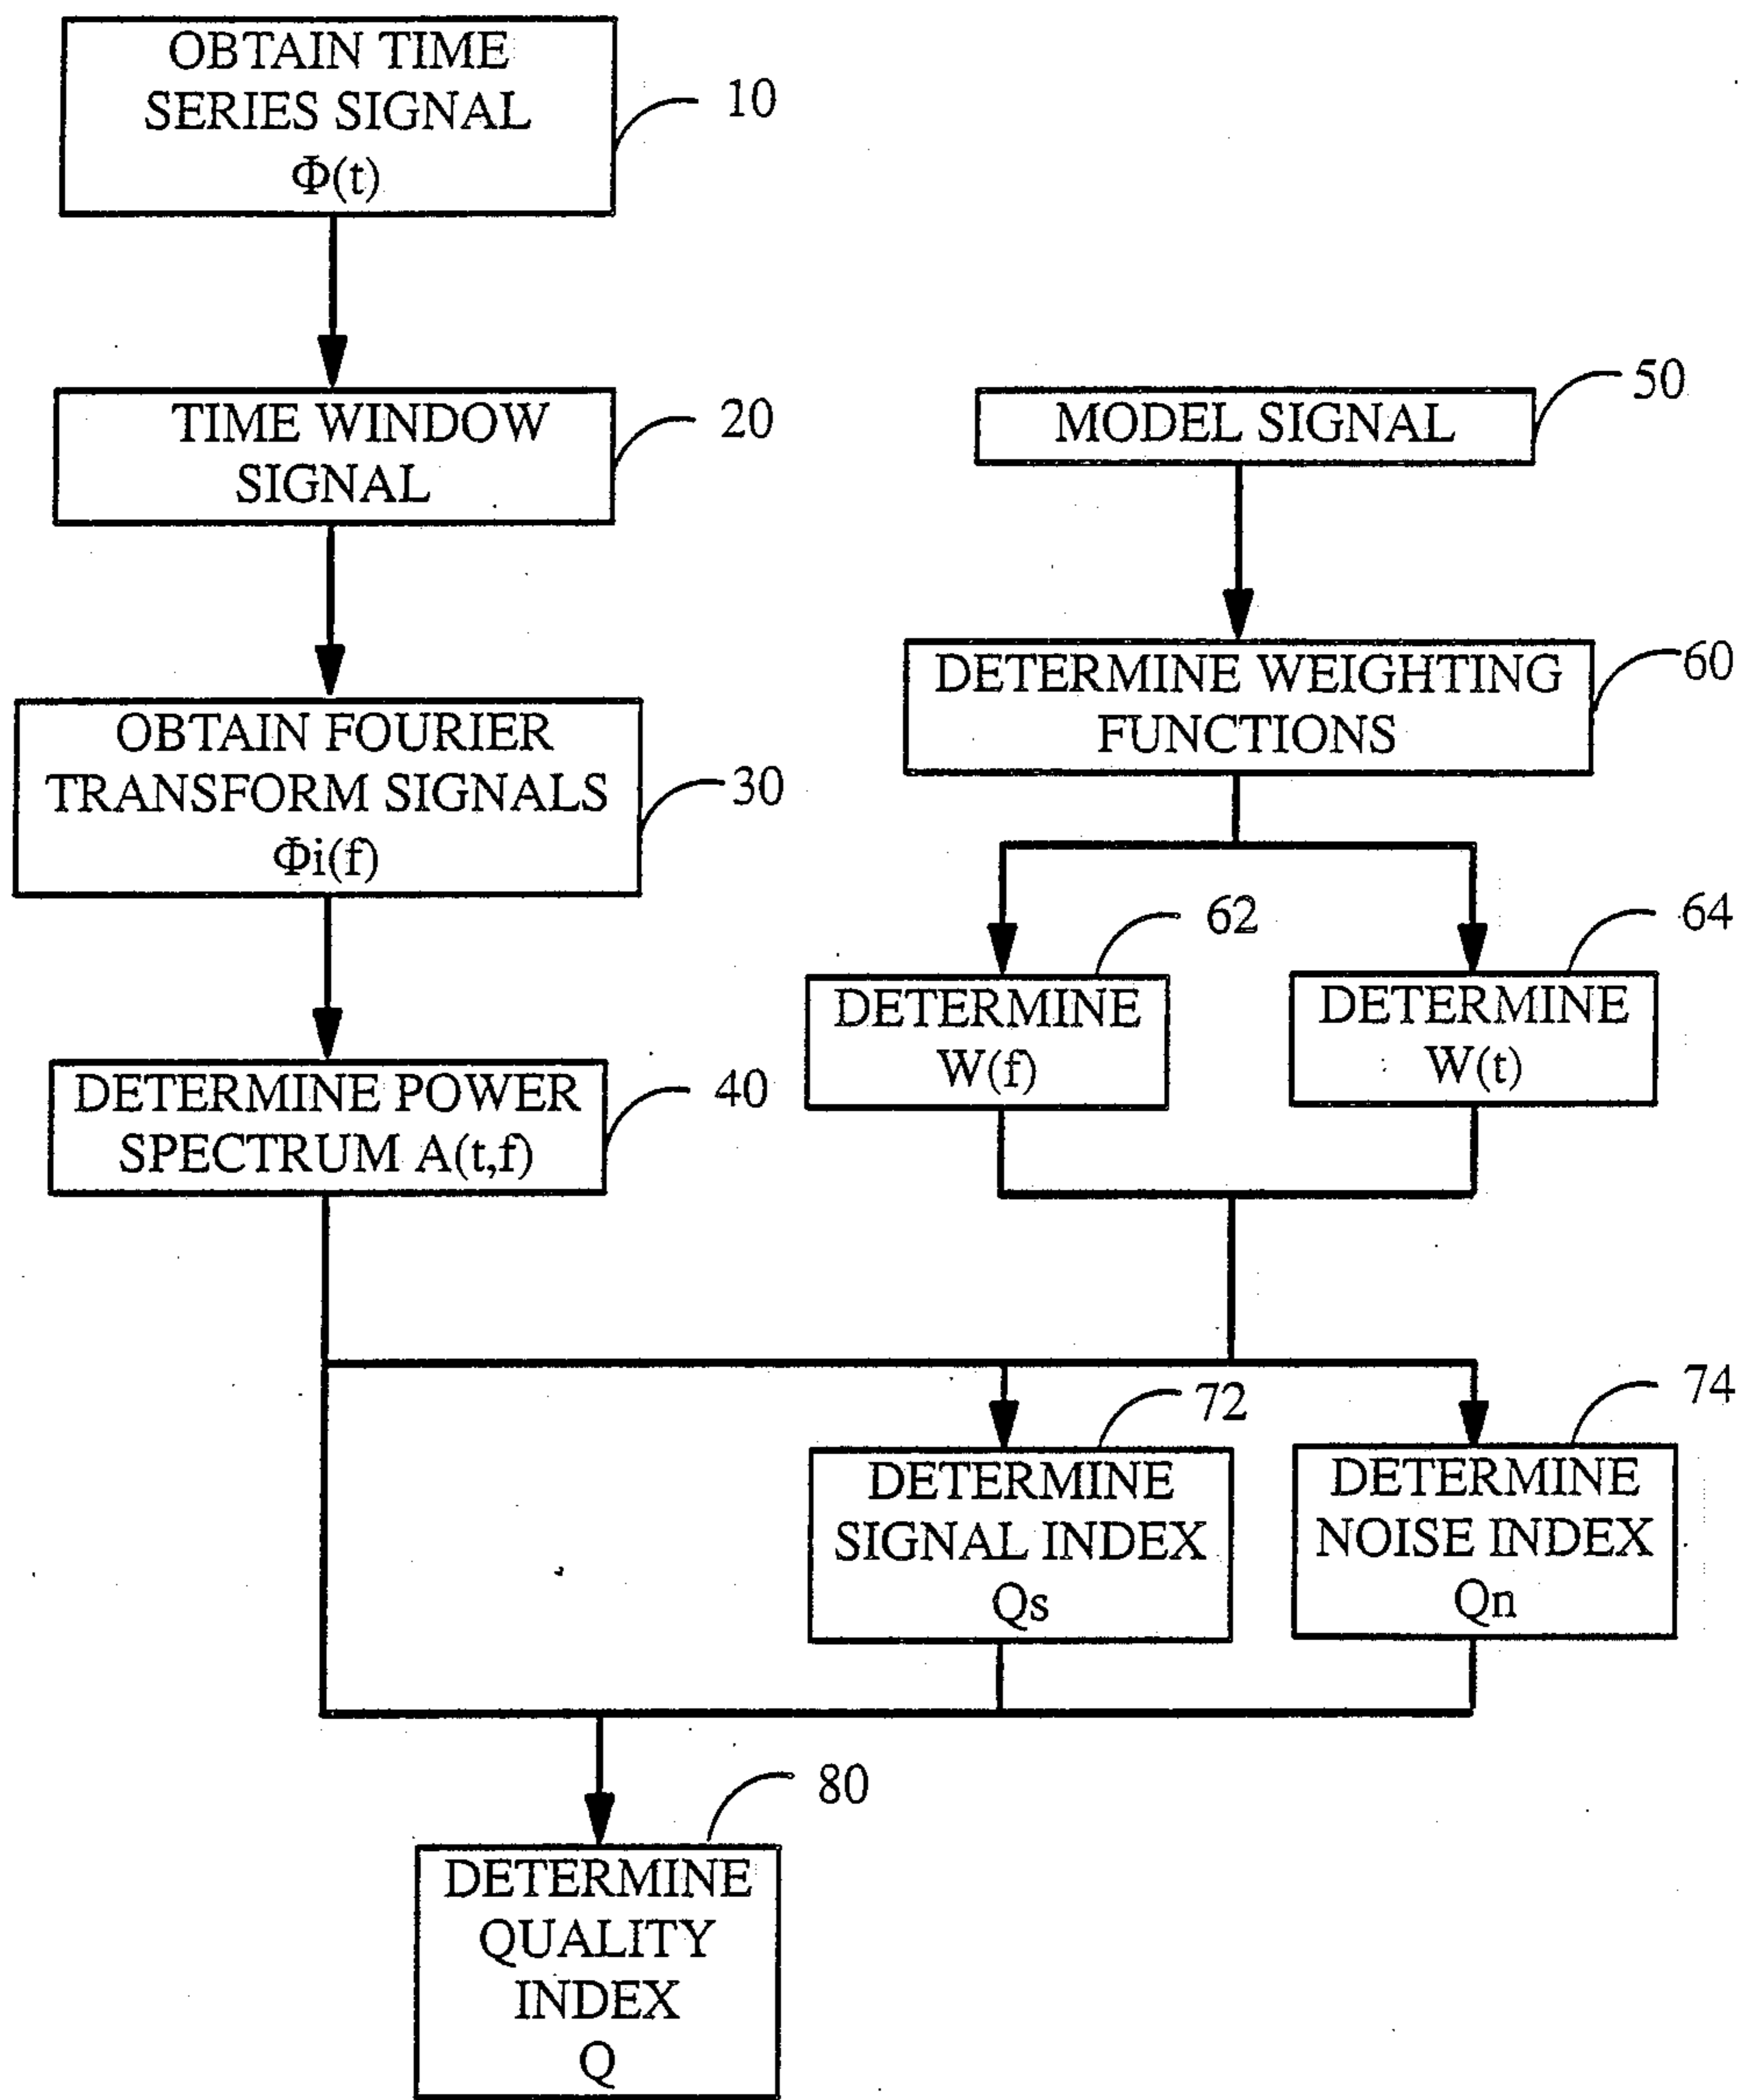 OBTAIN TIME
SERIES SIGNAL
Φ(t)
10
TIME WINDOW
SIGNAL
20
OBTAIN FOURIER
TRANSFORM SIGNALS
Φi(f)
30
DETERMINE POWER
SPECTRUM A(t,f)
40
MODEL SIGNAL
50
DETERMINE WEIGHTING
FUNCTIONS
60
DETERMINE
W(f)
62
DETERMINE
W(t)
64
DETERMINE
SIGNAL INDEX
Qs
72
DETERMINE
NOISE INDEX
Qn
74
DETERMINE
QUALITY
INDEX
Q
80